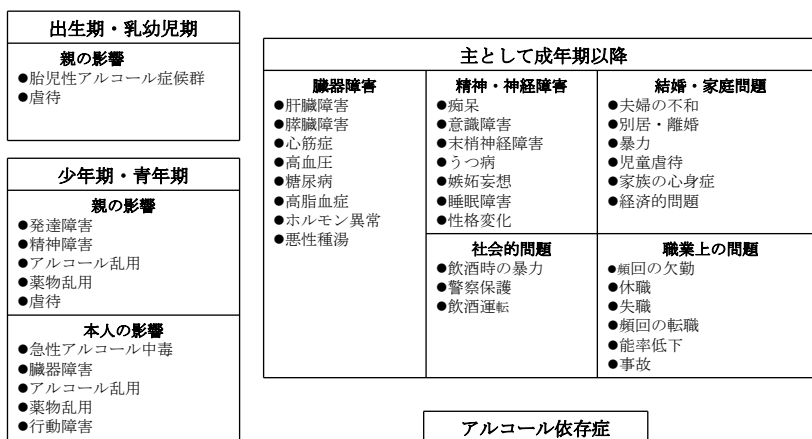 出生期・乳幼児期
親の影響
●胎児性アルコール症候群
●虐待
少年期・青年期
親の影響
●発達障害
●精神障害
●アルコール乱用
●薬物乱用
●虐待
本人の影響
●急性アルコール中毒
●臓器障害
●アルコール乱用
●薬物乱用
●行動障害
主として成年期以降
臓器障害
●肝臓障害
●膵臓障害
●心筋症
●高血圧
●糖尿病
●高脂血症
●ホルモン異常
●悪性種湯
精神・神経障害
●痴呆
●意識障害
●末梢神経障害
●うつ病
●嫉妬妄想
●睡眠障害
●性格変化
結婚・家庭問題
●夫婦の不和
●別居・離婚
●暴力
●児童虐待
●家族の心身症
●経済的問題
社会的問題
●飲酒時の暴力
●警察保護
●飲酒運転
職業上の問題
●頻回の欠勤
●休職
●失職
●頻回の転職
●能率低下
●事故
アルコール依存症